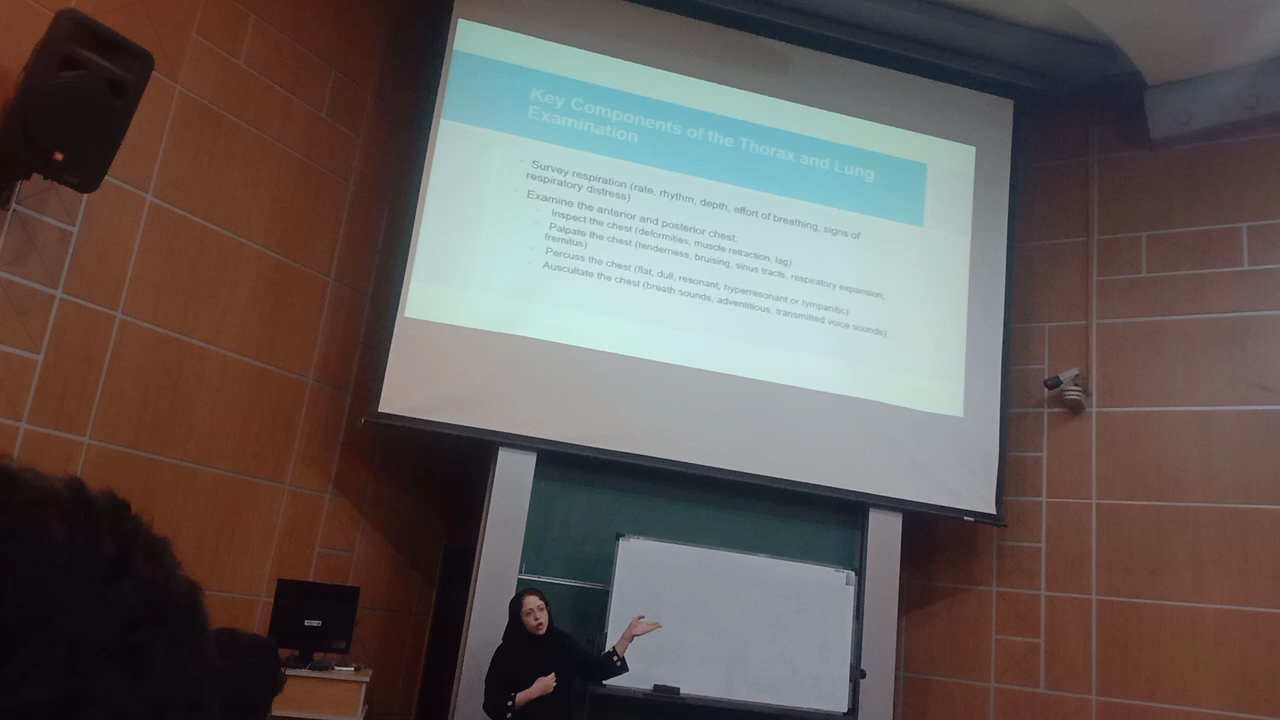 Key Components of the Thorax and Lung
Examination
Survey respiration (rate, rhythm, depth, effort of breathing, signs of
respiratory distress)
Examine the anterior and posterior chest:
Inspect the chest (deformities, muscle retraction, lag)
Palpate the chest (tenderness, bruising, sinus tracts, respiratory expansion,
fremitus)
Percuss the chest (flat, dull, resonant, hyperresonant or tympanitic)
Auscultate the chest (breath sounds, adventitious, transmitted voice sounds)